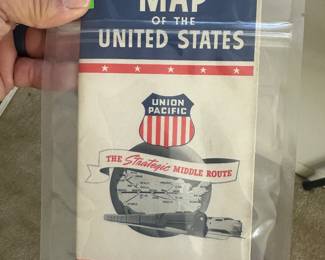 MAP
OF THE
UNITED STATES
UNION
PACIFIC
THE Strategic MIDDLE ROUTE